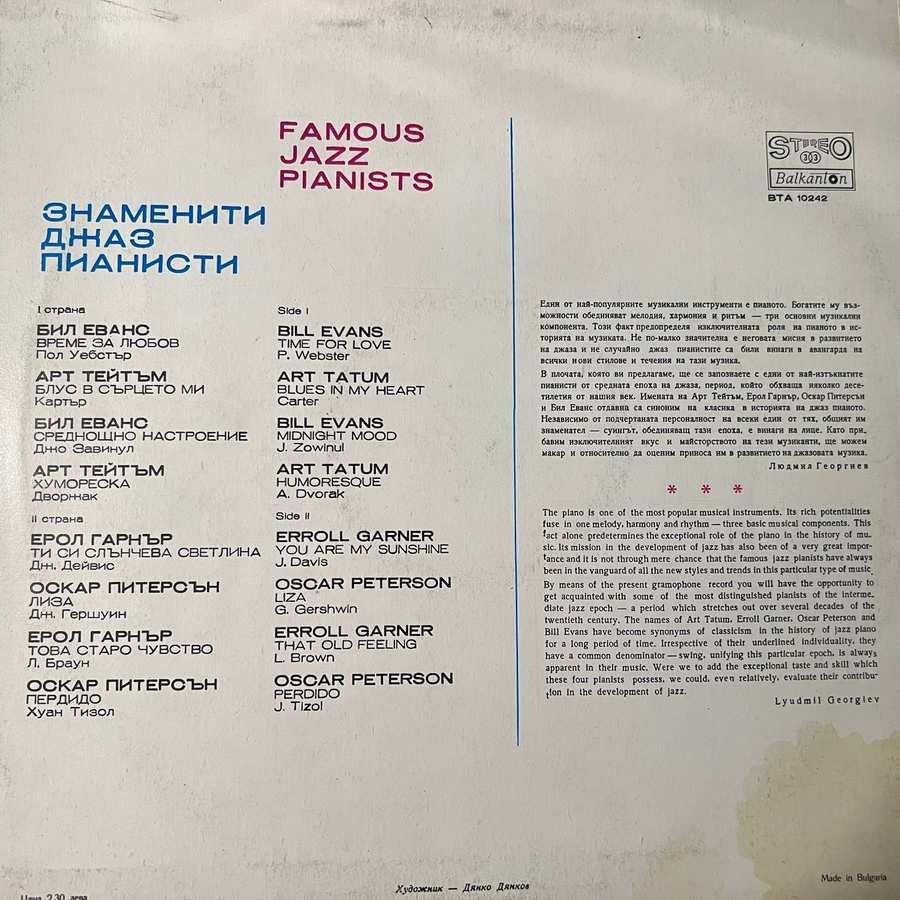 FAMOUS
JAZZ
PIANISTS
ЗНАМЕНИТИ
ДЖАЗ
ПИАНИСТИ
STEREO
33
Balkanton
ВТА 10242
I страна
БИЛ ЕВАНС
ВРЕМЕ ЗА ЛЮБОВ
Пол Уебстър
АРТ ТЕЙТЪМ
БЛУС В СЪРЦЕТО МИ
Картър
БИЛ ЕВАНС
СРЕДНОЩНО НАСТРОЕНИЕ
Джо Завинул
АРТ ТЕЙТЪМ
ХУМОРЕСКА
Дворжак
II страна
ЕРОЛ ГАРНЪР
ТИ СИ СЛЪНЧЕВА СВЕТЛИНА
Дж. Дейвис
ОСКАР ПИТЕРСЪН
ЛИЗА
Дж. Гершуин
ЕРОЛ ГАРНЪР
ТОВА СТАРО ЧУВСТВО
Л. Браун
ОСКАР ПИТЕРСЪН
ПЕРДИДО
Хуан Тизол
Side I
BILL EVANS
TIME FOR LOVE
P. Webster
ART TATUM
BLUES IN MY HEART
Carter
BILL EVANS
MIDNIGHT MOOD
J. Zowinul
ART TATUM
HUMORESQUE
A. Dvorak
Side II
ERROLL GARNER
YOU ARE MY SUNSHINE
J. Davis
OSCAR PETERSON
LIZA
G. Gershwin
ERROLL GARNER
THAT OLD FEELING
L. Brown
OSCAR PETERSON
PERDIDO
J. Tizol
Един от най-популярните музикални инструменти е пианото. Богатите му въз-
можности обединяват мелодия, хармония и ритъм — три основни музикални
компонента. Този факт предопределя изключителната роля на пианото в ис-
торията на музиката. Не по-малко значителна е неговата мисия в развитието
на джаза и не случайно джаз пианистите са били винаги в авангарда на
всички нови стилове и течения на тази музика.
В плочата, която ви предлагаме, ще се запознаете с едни от най-изтъкнатите
пианисти от средната епоха на джаза, период, който обхваща няколко десе-
тилетия от нашия век. Имената на Арт Тейтъм, Ерол Гарнър, Оскар Питерсън
и Бил Еванс отдавна са синоним на класика в историята на джаз пианото.
Независимо от подчертаната персоналност на всеки един от тях, общият им
знаменател — суингът, обединяващ тази епоха, е винаги на лице. Като при.
бавим изключителният вкус и майсторството на тези музиканти, ще можем
макар и относително да оценим приноса им в развитието на джазовата музика.
Людмил Георгиев
* * *
The piano is one of the most popular musical instruments. Its rich potentialities
fuse in one melody, harmony and rhythm — three basic musical components. This
fact alone predetermines the exceptional role of the piano in the history of mu.
sic. Its mission in the development of jazz has also been of a very great impor-
tance and it is not through mere chance that the famous jazz pianists have always
been in the vanguard of all the new styles and trends in this particular type of music.
By means of the present gramophone record you will have the opportunity to
get acquainted with some of the most distinguished pianists of the interme.
diate jazz epoch — a period which stretches out over several decades of the
twentieth century. The names of Art Tatum, Erroll Garner, Oscar Peterson and
Bill Evans have become synonyms of classicism in the history of jazz piano
for a long period of time. Irrespective of their underlined individuality, they
have a common denominator — swing, unifying this particular epoch, is always
apparent in their music. Were we to add the exceptional taste and skill which
these four pianists possess, we could, even relatively, evaluate their contribu-
tion in the development of jazz.
Lyudmil Georgiev
Made in Bulgaria
Художник — Дянко Дянков
Цена 2,30 лева